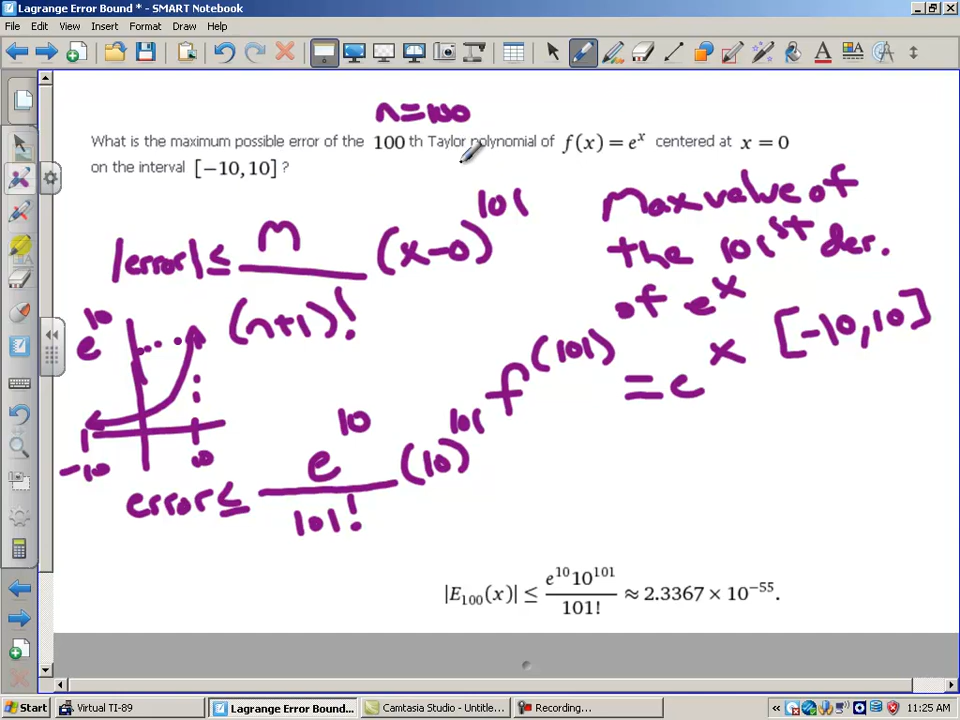 Lagrange Error Bound * - SMART Notebook
File Edit View Insert Format Tools Draw Help
n=100
What is the maximum possible error of the 100 th Taylor polynomial of f(x) = e^x centered at x = 0
on the interval [−10, 10] ?
|error| ≤ M/(n+1)! (x-0)^101
Max value of
the 101^st der.
of e^x [-10,10]
f^(101) = e^x
e^10
-10 10
error ≤ e^10/101! (10)^101
|E_100(x)| ≤ e^10 10^101/101! ≈ 2.3367 × 10^−55.
Start Virtual TI-89 Lagrange Error Boun... Camtasia Studio - Untitle... Recording... « 11:25 AM